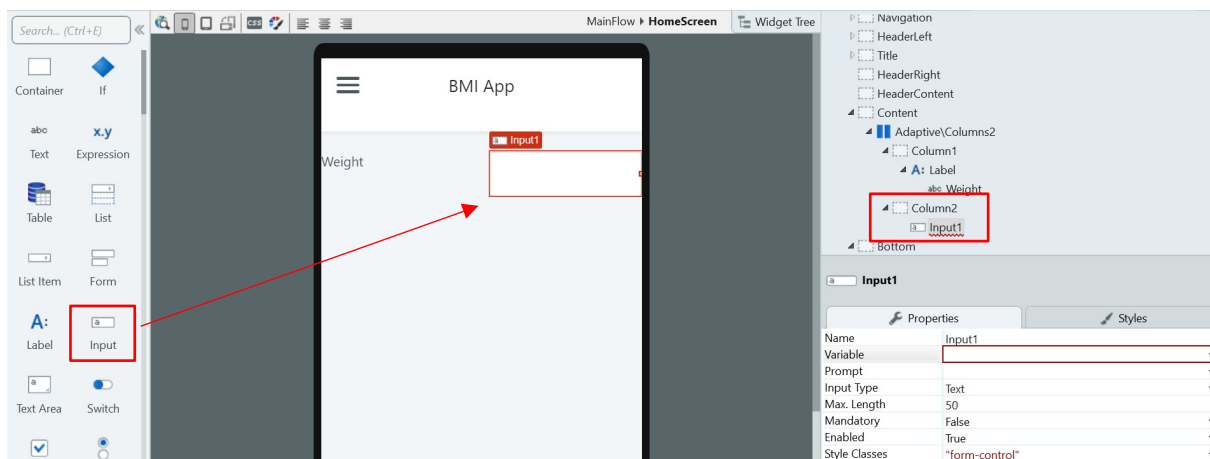 Search... (Ctrl+E)
Container
If
abc
x.y
Text
Expression
Table
List
List Item
Form
A:
a
Label
Input
a
Text Area
Switch
css
MainFlow HomeScreen
Widget Tree
BMI App
a Input1
Weight
Navigation
HeaderLeft
Title
HeaderRight
HeaderContent
Content
Adaptive\Columns2
Column1
A: Label
abc Weight
Column2
a Input1
Bottom
a Input1
Properties
Styles
Name Input1
Variable
Prompt
Input Type Text
Max. Length 50
Mandatory False
Enabled True
Style Classes "form-control"